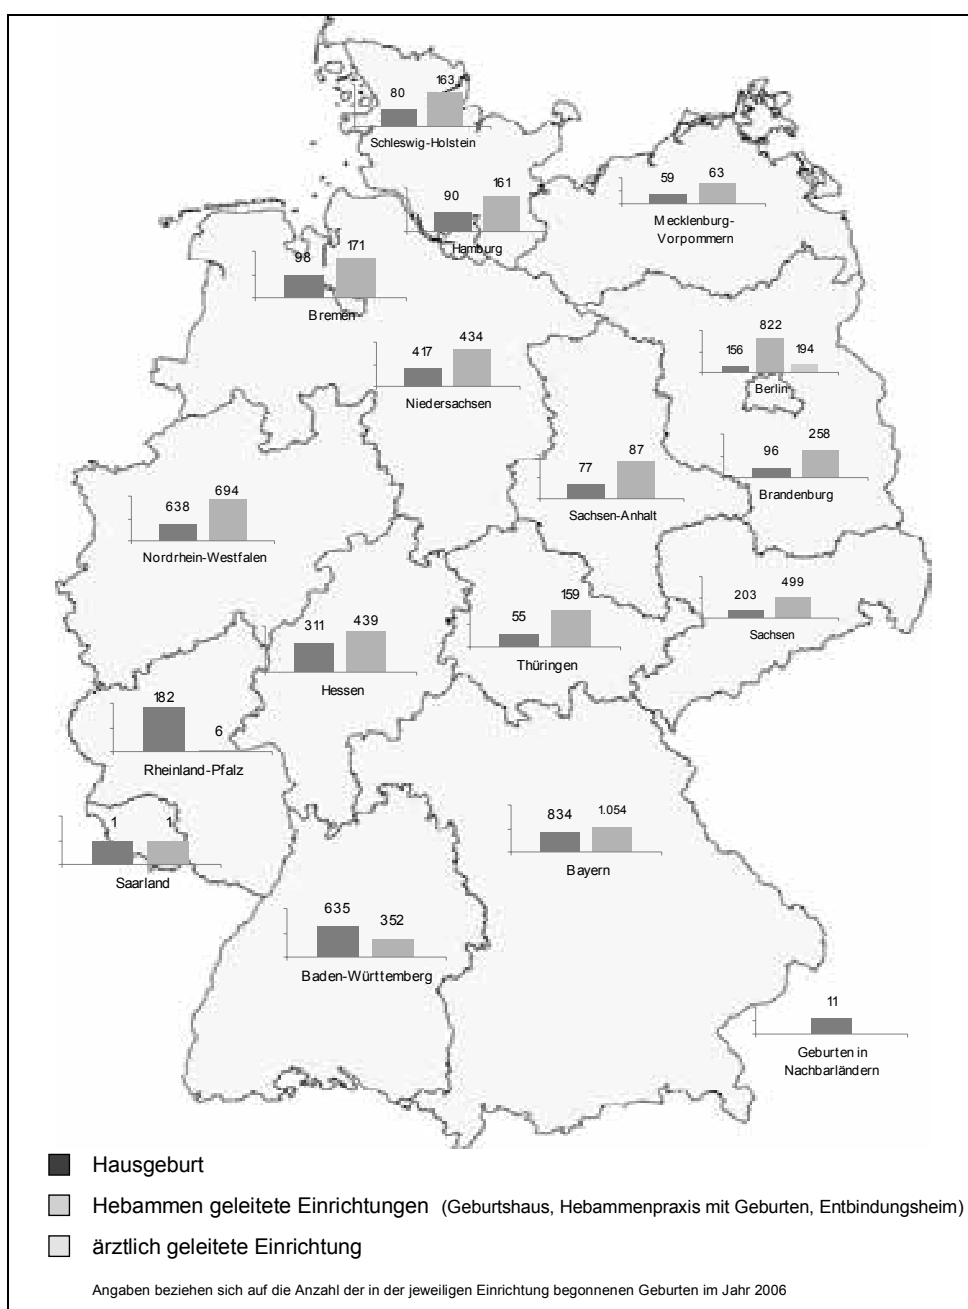 80 163
Schleswig-Holstein
90 161
Hamburg
59 63
Mecklenburg-
Vorpommern
98 171
Bremen
156 822 194
Berlin
417 434
Niedersachsen
96 258
Brandenburg
77 87
Sachsen-Anhalt
638 694
Nordrhein-Westfalen
203 499
Sachsen
55 159
Thüringen
311 439
Hessen
182 6
Rheinland-Pfalz
1 1
Saarland
834 1.054
Bayern
635 352
Baden-Württemberg
11
Geburten in
Nachbarländern
Hausgeburt
Hebammen geleitete Einrichtungen (Geburtshaus, Hebammenpraxis mit Geburten, Entbindungsheim)
ärztlich geleitete Einrichtung
Angaben beziehen sich auf die Anzahl der in der jeweiligen Einrichtung begonnenen Geburten im Jahr 2006